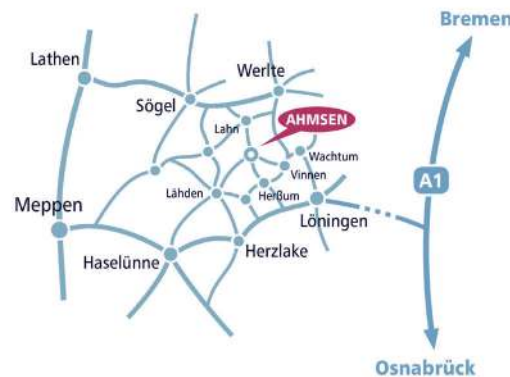 Bremen
Lathen
Werlte
Sögel
AHMSEN
Lahn
Wachtum
Vinnen
A1
Lähden
Herßum
Meppen
Löningen
Haselünne
Herzlake
Osnabrück